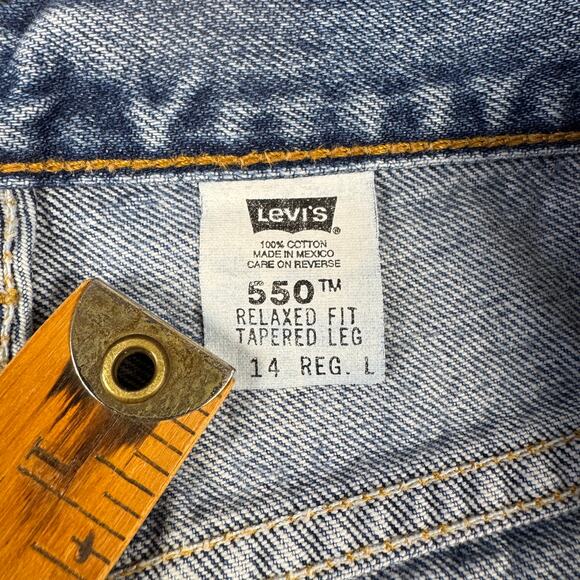 Levi's ®
100% COTTON
MADE IN MEXICO
CARE ON REVERSE
550™
RELAXED FIT
TAPERED LEG
14 REG. L